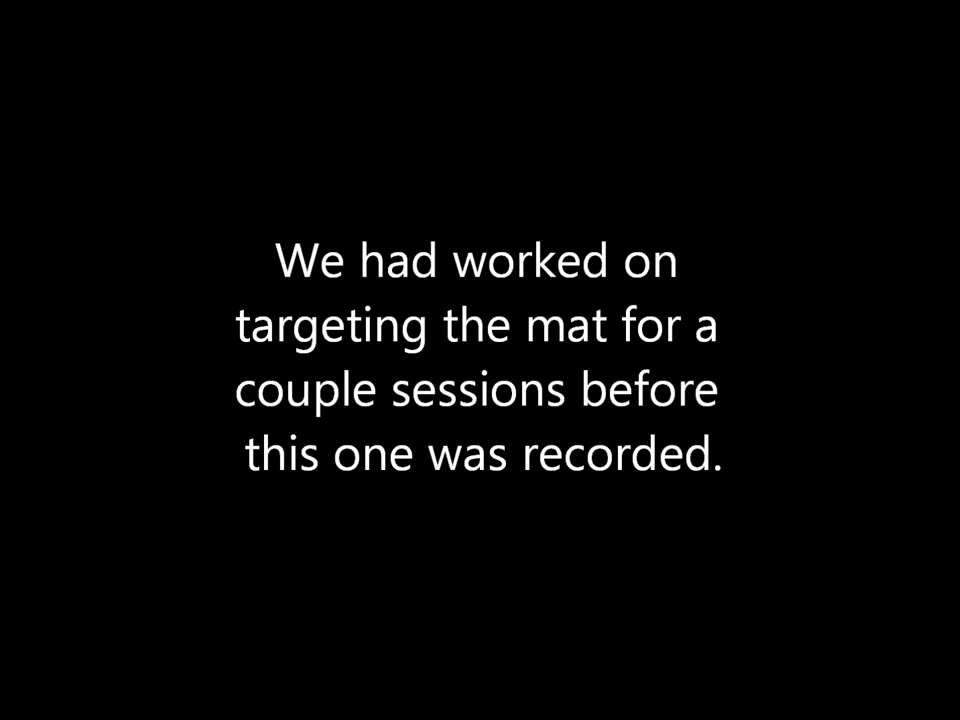 We had worked on
targeting the mat for a
couple sessions before
this one was recorded.